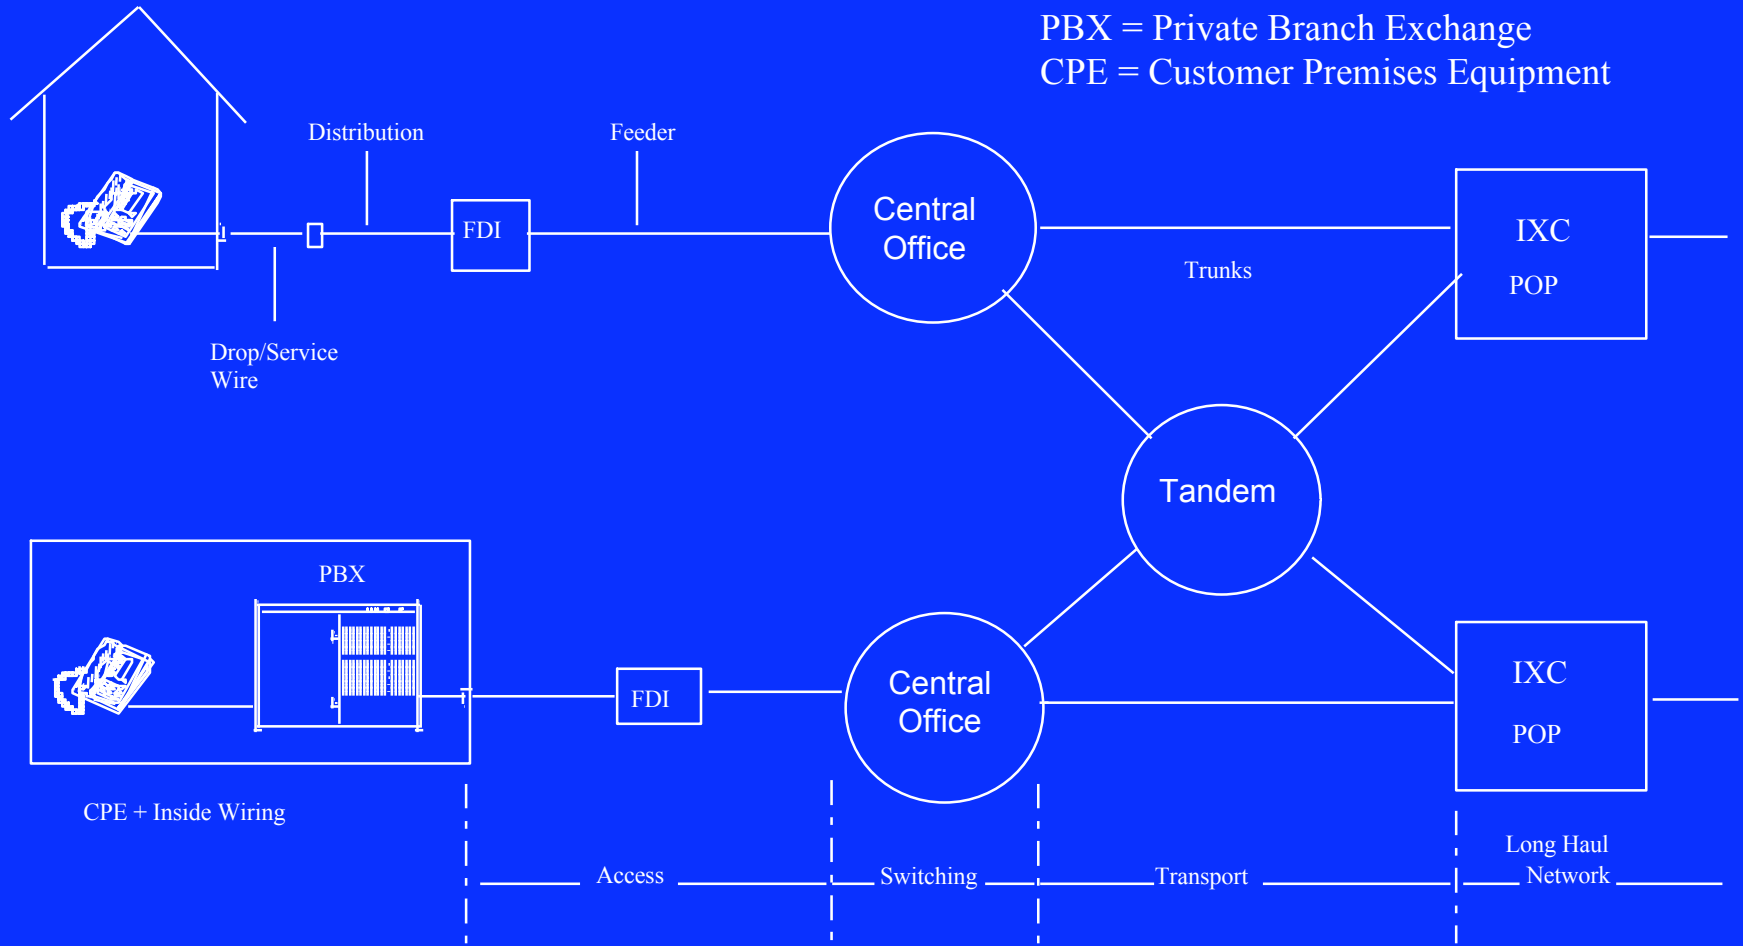 PBX = Private Branch Exchange
CPE = Customer Premises Equipment
Distribution
Feeder
Central
Office
FDI
IXC
POP
Trunks
Drop/Service
Wire
Tandem
PBX
FDI
Central
Office
IXC
POP
CPE + Inside Wiring
Access
Switching
Transport
Long Haul
Network